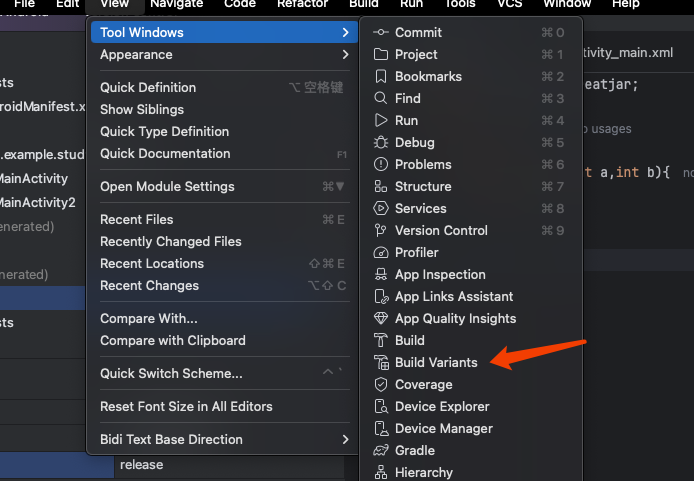 File Edit View Navigate Code Refactor Build Run Tools VCS Window Help
Tool Windows
Appearance
Quick Definition ⌥ 空格键
Show Siblings
Quick Type Definition
Quick Documentation F1
Open Module Settings ⌘▼
Recent Files ⌘ E
Recently Changed Files
Recent Locations ⇧⌘ E
Recent Changes ⌥⇧ C
Compare With...
Compare with Clipboard
Quick Switch Scheme... ^ `
Reset Font Size in All Editors
Bidi Text Base Direction
Commit ⌘ 0
Project ⌘ 1
Bookmarks ⌘ 2
Find ⌘ 3
Run ⌘ 4
Debug ⌘ 5
Problems ⌘ 6
Structure ⌘ 7
Services ⌘ 8
Version Control ⌘ 9
Profiler
App Inspection
App Links Assistant
App Quality Insights
Build
Build Variants
Coverage
Device Explorer
Device Manager
Gradle
Hierarchy
sts
roidManifest.x
.example.stud
MainActivity
MainActivity2
enerated)
nerated)
sts
release
tivity_main.xml
eatjar;
usages
t a,int b){ no